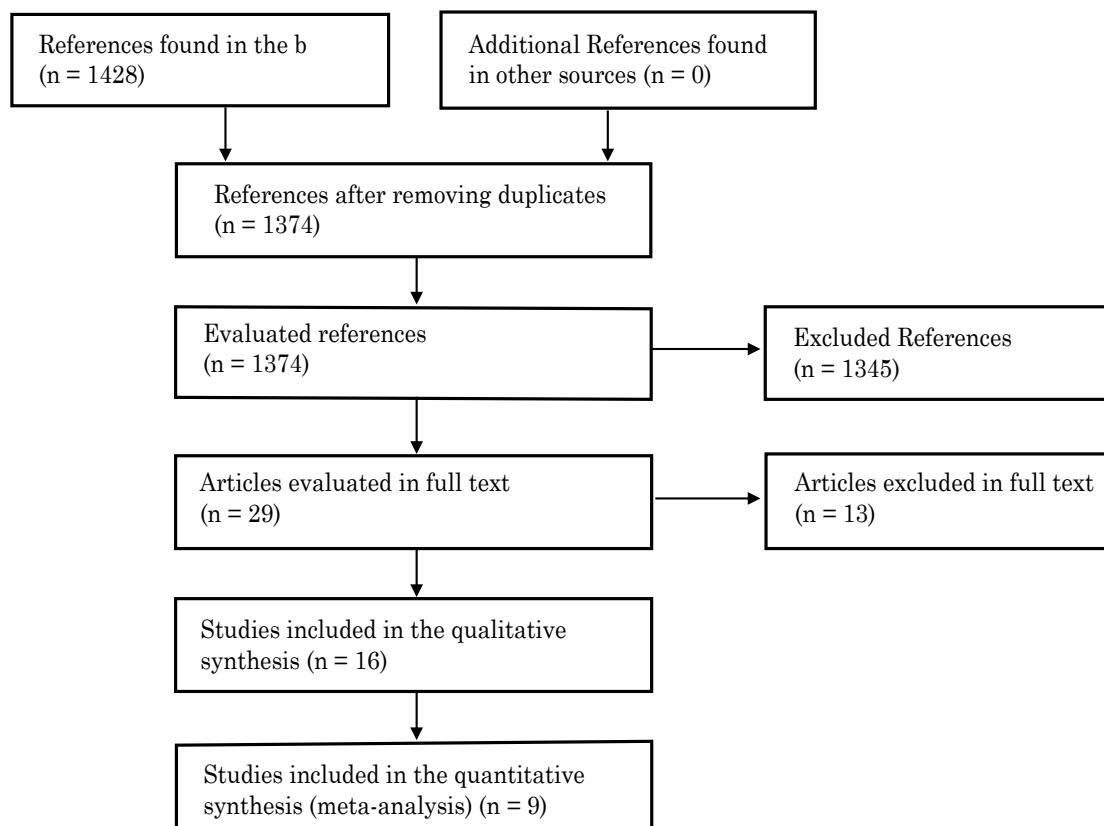 References found in the b
(n = 1428)
Additional References found
in other sources (n = 0)
References after removing duplicates
(n = 1374)
Evaluated references
(n = 1374)
Excluded References
(n = 1345)
Articles evaluated in full text
(n = 29)
Articles excluded in full text
(n = 13)
Studies included in the qualitative
synthesis (n = 16)
Studies included in the quantitative
synthesis (meta-analysis) (n = 9)